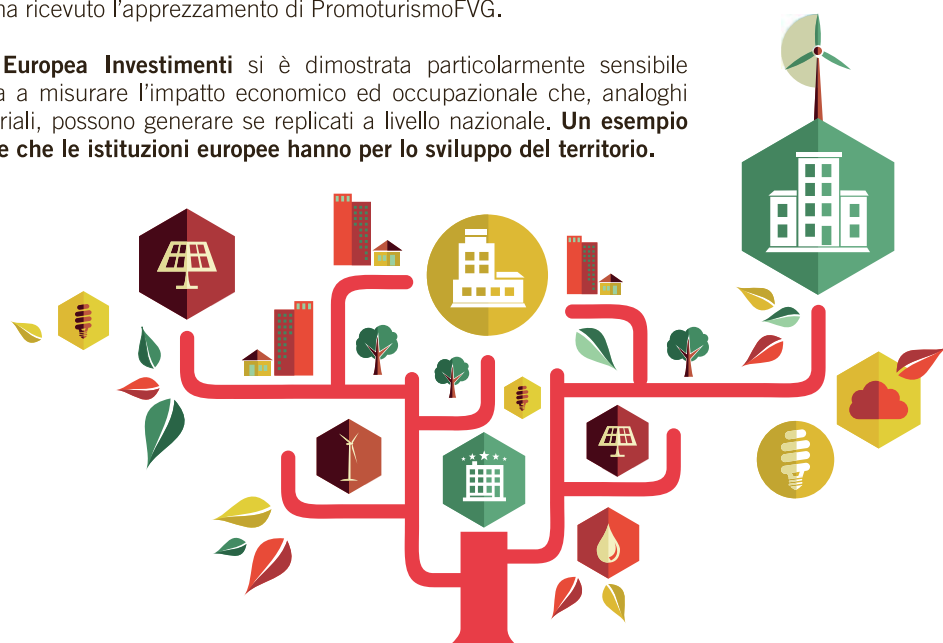 ha ricevuto l'apprezzamento di PromoturismoFVG.
Europea Investimenti si è dimostrata particolarmente sensibile
a a misurare l'impatto economico ed occupazionale che, analoghi
riali, possono generare se replicati a livello nazionale. Un esempio
e che le istituzioni europee hanno per lo sviluppo del territorio.